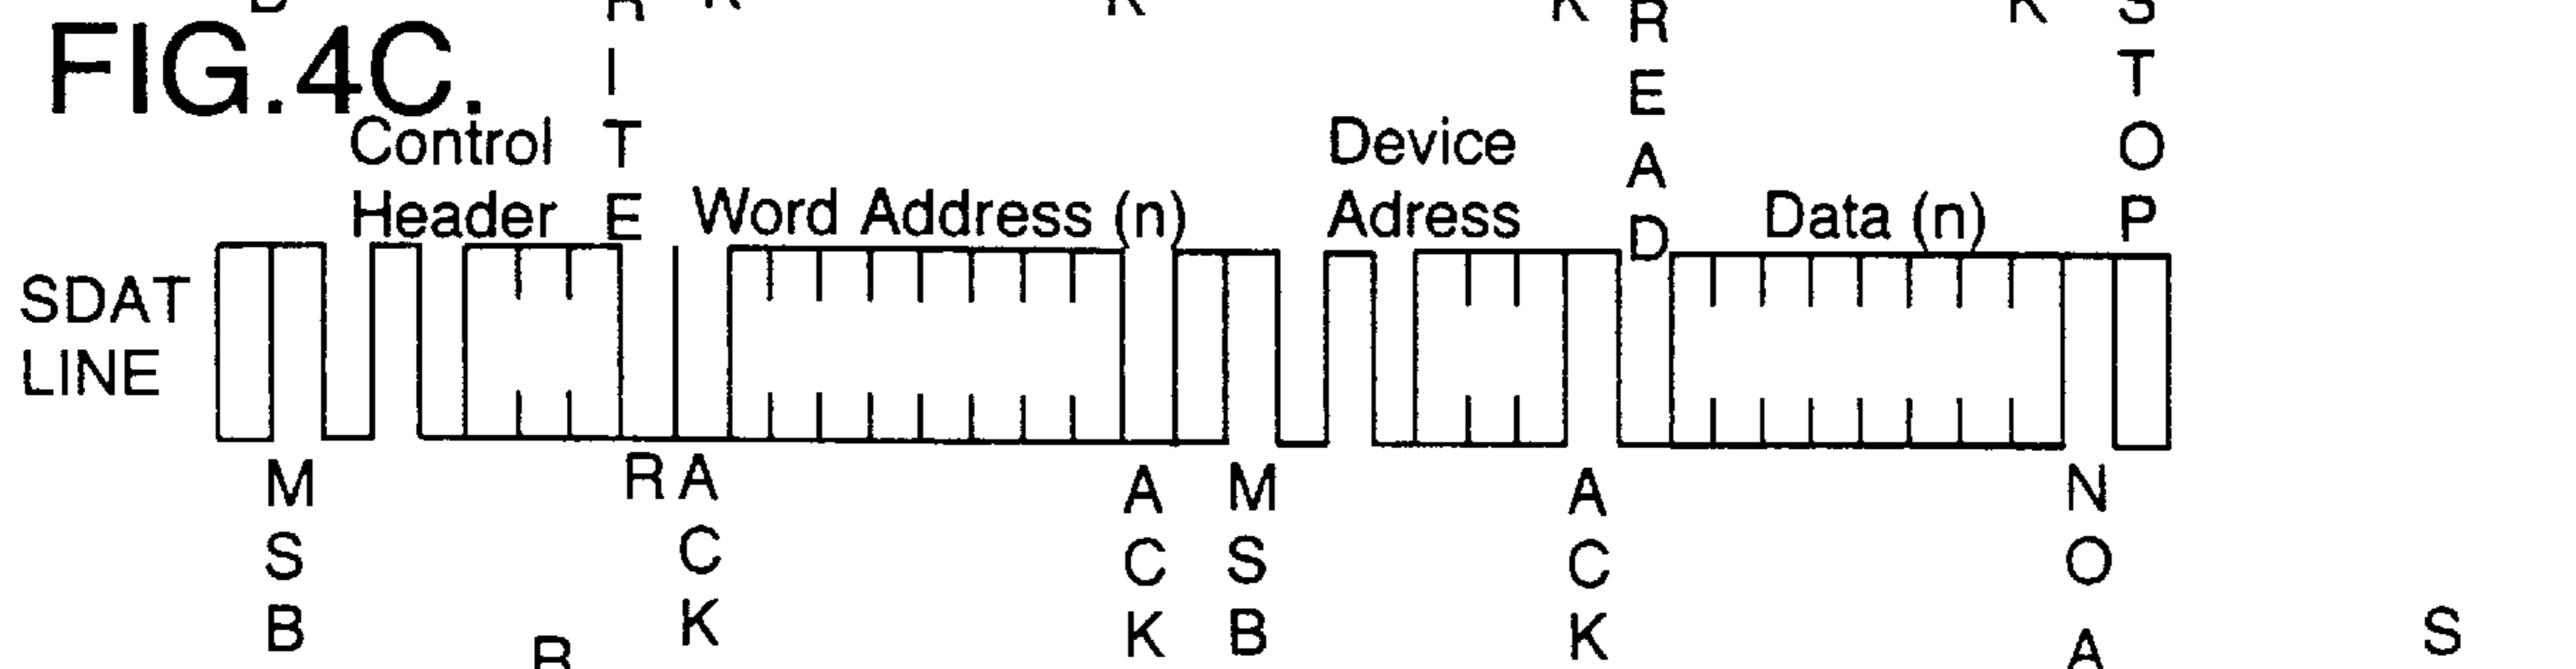 FIG.4C.
Control
Header
WRITE
Word Address (n)
Device
Adress
READ
Data (n)
STOP
SDAT
LINE
MSB
R
ACK
ACK
MSB
ACK
NO A
R
S